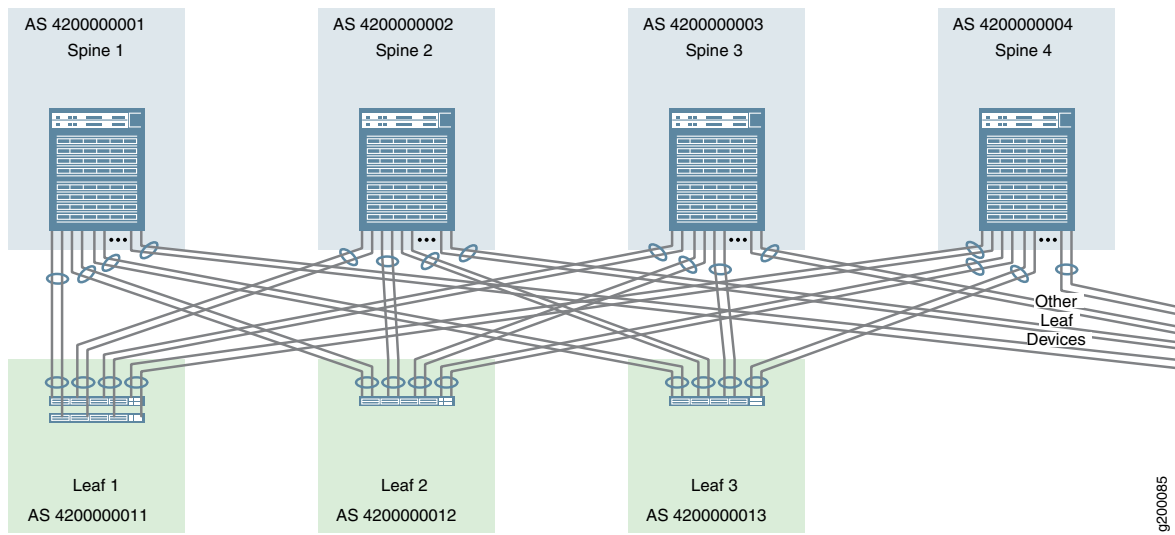 AS 4200000001
Spine 1
AS 4200000002
Spine 2
AS 4200000003
Spine 3
AS 4200000004
Spine 4
Other
Leaf
Devices
Leaf 1
AS 4200000011
Leaf 2
AS 4200000012
Leaf 3
AS 4200000013
g200085